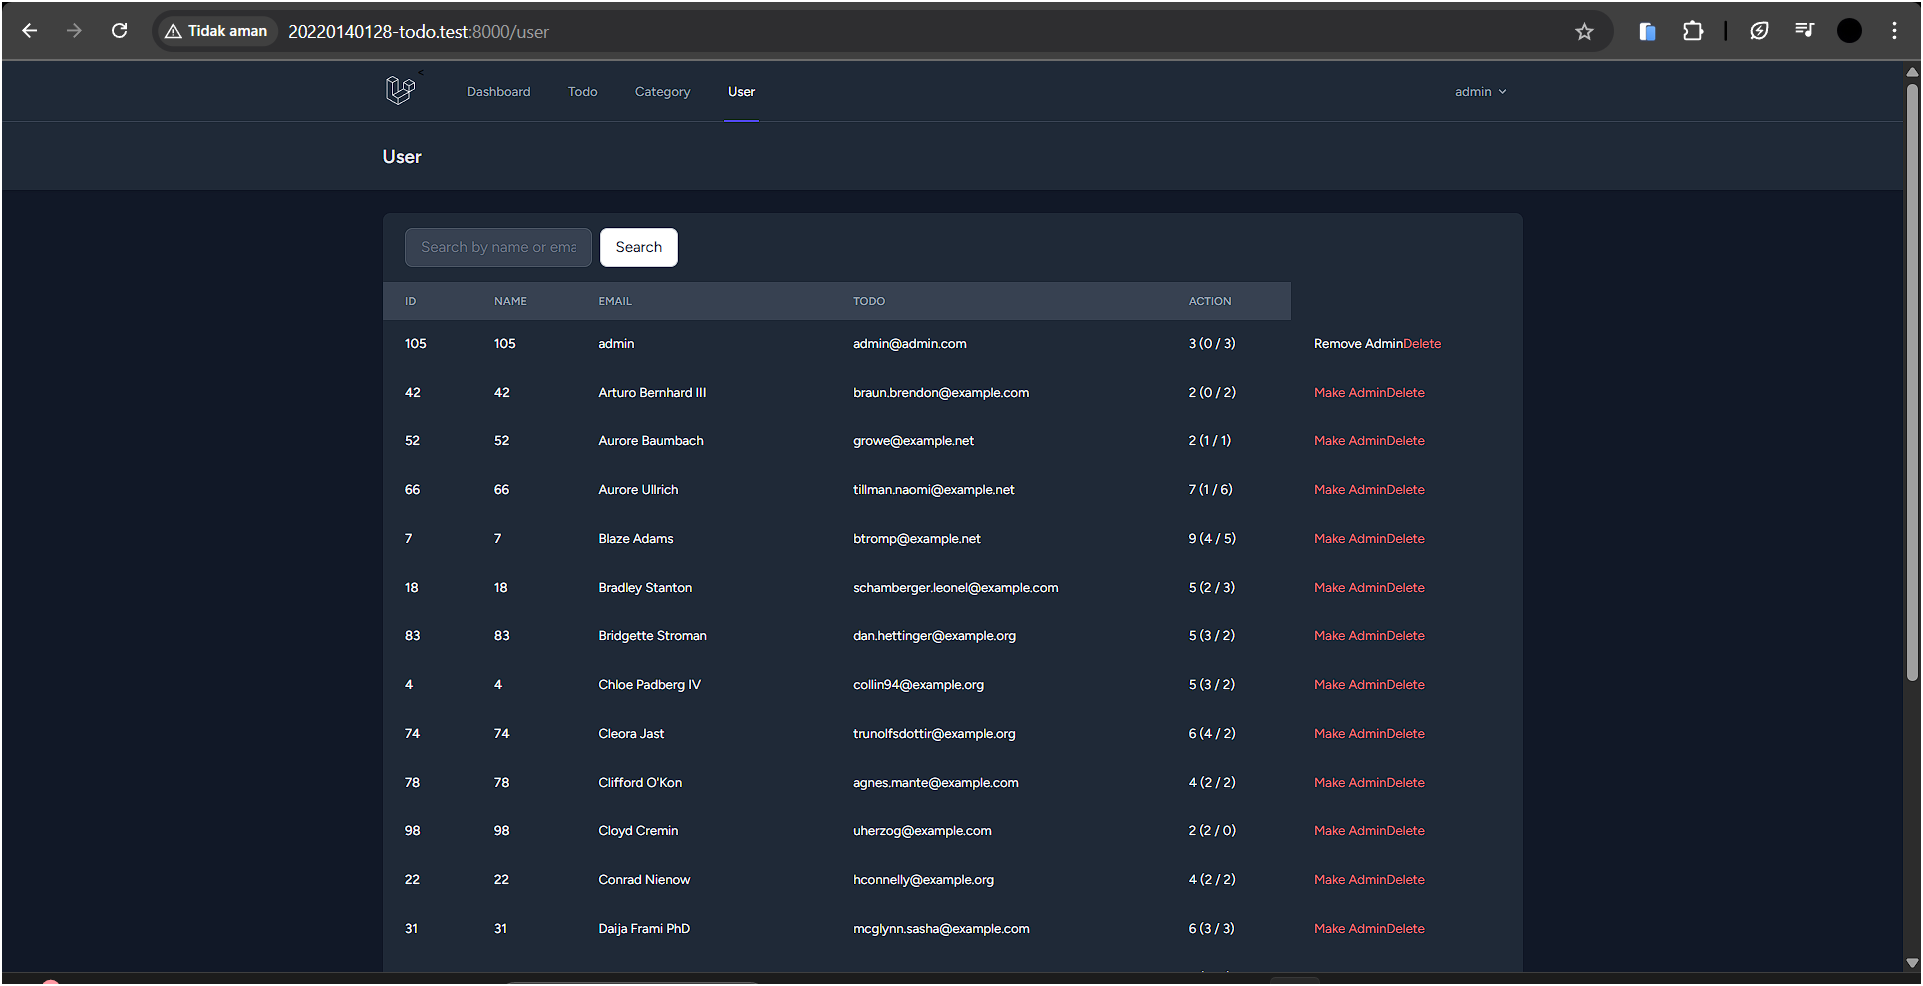 Tidak aman 20220140128-todo.test:8000/user
< Dashboard Todo Category User admin
User
Search by name or ema Search
ID NAME EMAIL TODO ACTION
105 105 admin admin@admin.com 3 (0 / 3) Remove AdminDelete
42 42 Arturo Bernhard III braun.brendon@example.com 2 (0 / 2) Make AdminDelete
52 52 Aurore Baumbach growe@example.net 2 (1 / 1) Make AdminDelete
66 66 Aurore Ullrich tillman.naomi@example.net 7 (1 / 6) Make AdminDelete
7 7 Blaze Adams btromp@example.net 9 (4 / 5) Make AdminDelete
18 18 Bradley Stanton schamberger.leonel@example.com 5 (2 / 3) Make AdminDelete
83 83 Bridgette Stroman dan.hettinger@example.org 5 (3 / 2) Make AdminDelete
4 4 Chloe Padberg IV collin94@example.org 5 (3 / 2) Make AdminDelete
74 74 Cleora Jast trunolfsdottir@example.org 6 (4 / 2) Make AdminDelete
78 78 Clifford O'Kon agnes.mante@example.com 4 (2 / 2) Make AdminDelete
98 98 Cloyd Cremin uherzog@example.com 2 (2 / 0) Make AdminDelete
22 22 Conrad Nienow hconnelly@example.org 4 (2 / 2) Make AdminDelete
31 31 Daija Frami PhD mcglynn.sasha@example.com 6 (3 / 3) Make AdminDelete